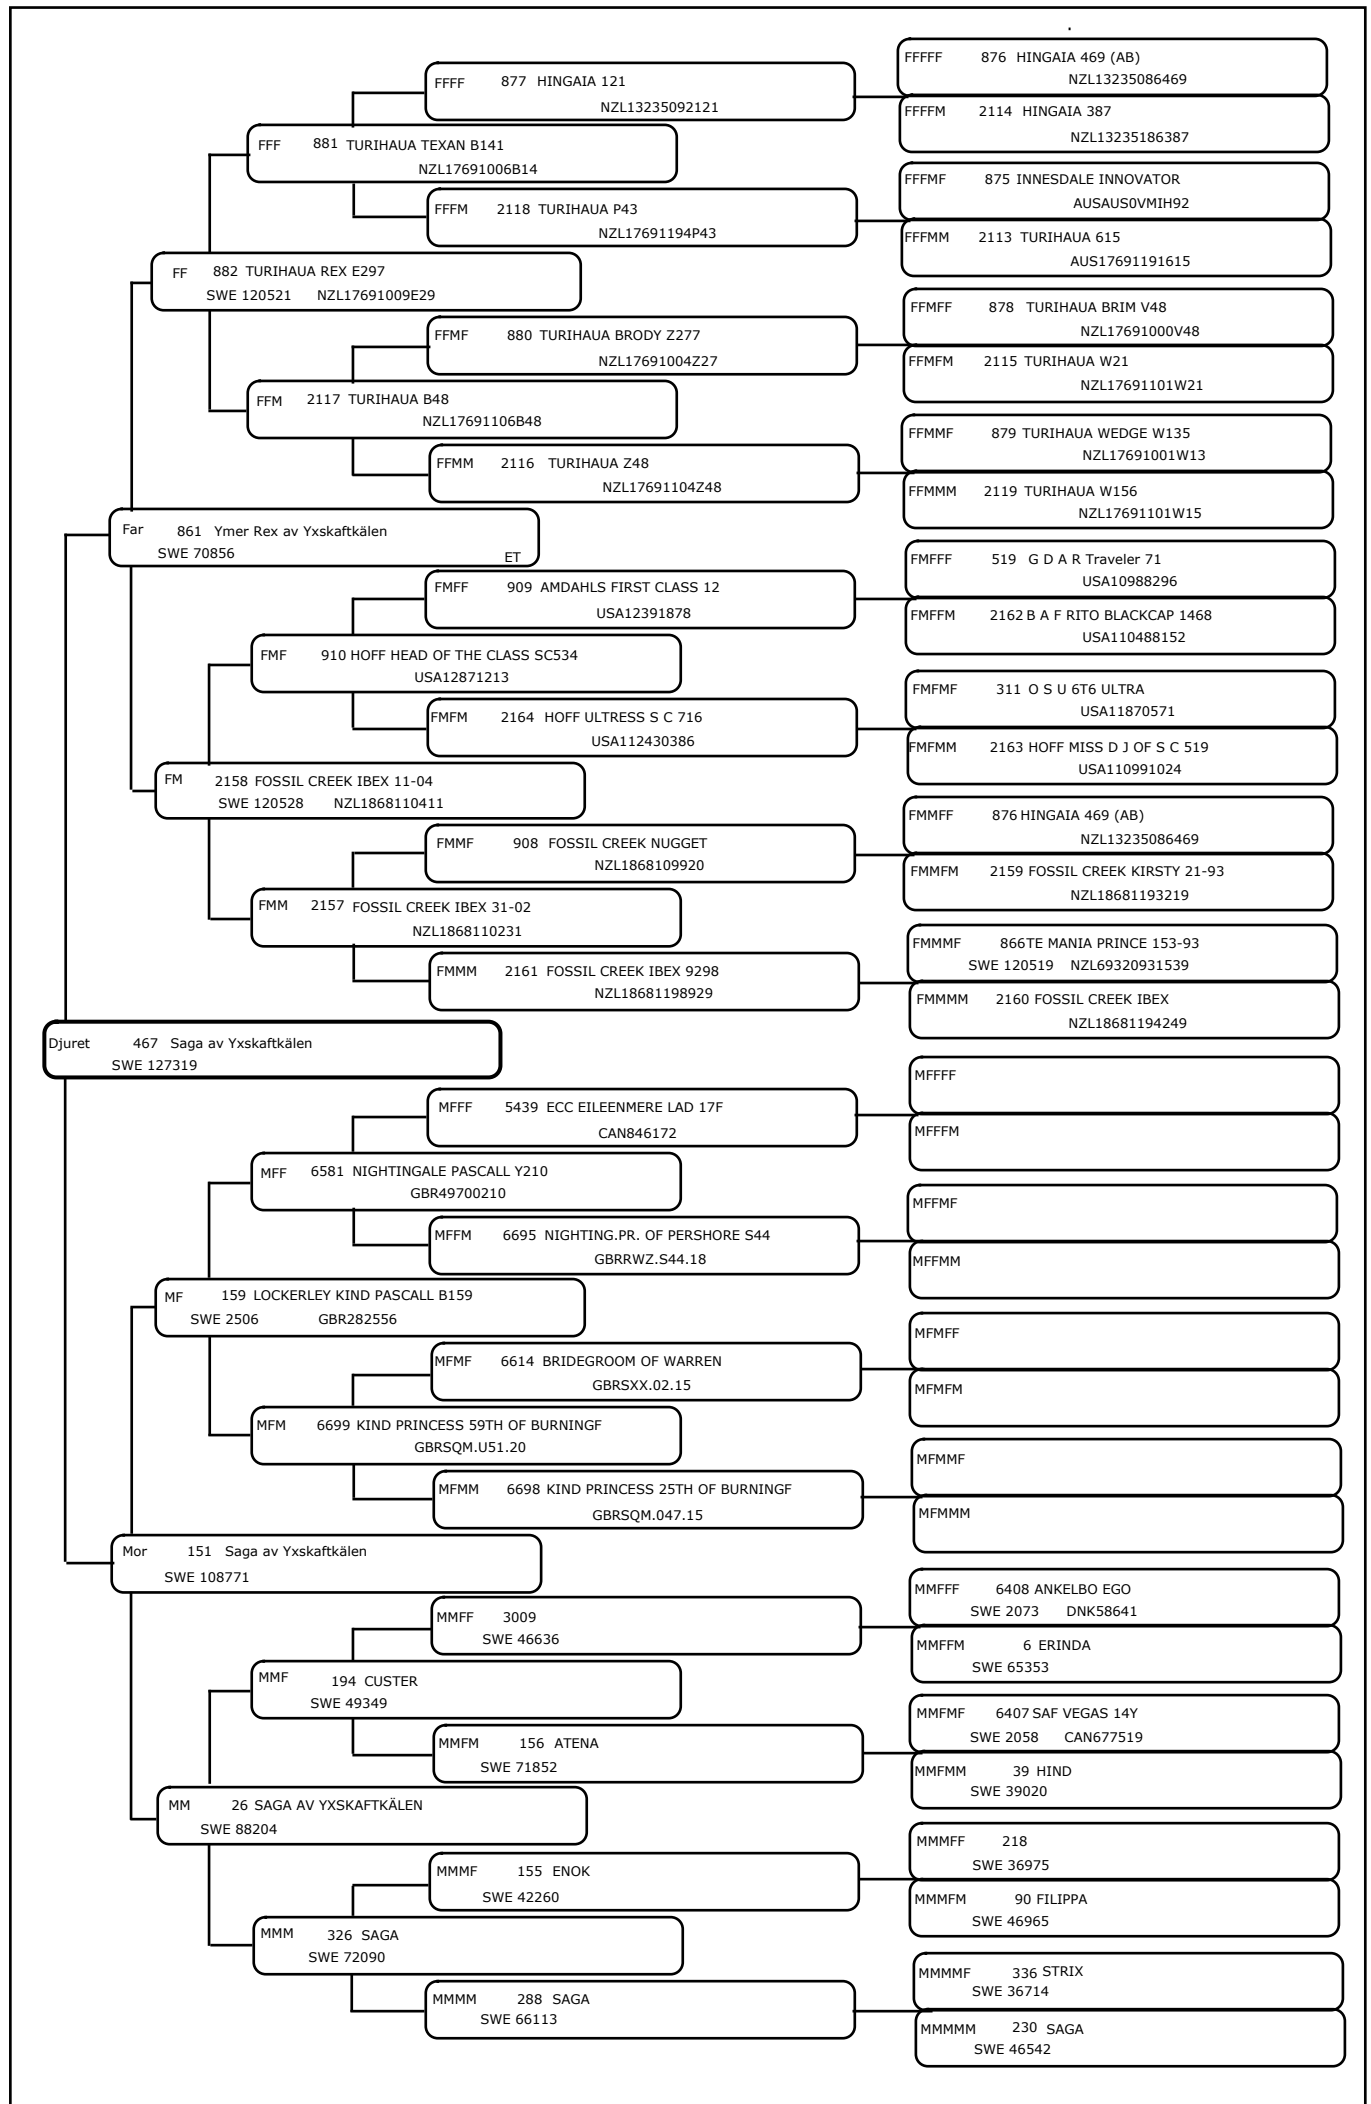 FFFFF 876 HINGAIA 469 (AB)
NZL13235086469
FFFF 877 HINGAIA 121
NZL13235092121
FFFFM 2114 HINGAIA 387
NZL13235186387
FFF 881 TURIHAUA TEXAN B141
NZL17691006B14
FFFMF 875 INNESDALE INNOVATOR
AUSAUS0VMIH92
FFFM 2118 TURIHAUA P43
NZL17691194P43
FFFMM 2113 TURIHAUA 615
AUS17691191615
FF 882 TURIHAUA REX E297
SWE 120521 NZL17691009E29
FFMFF 878 TURIHAUA BRIM V48
NZL17691000V48
FFMF 880 TURIHAUA BRODY Z277
NZL17691004Z27
FFMFM 2115 TURIHAUA W21
NZL17691101W21
FFM 2117 TURIHAUA B48
NZL17691106B48
FFMMF 879 TURIHAUA WEDGE W135
NZL17691001W13
FFMM 2116 TURIHAUA Z48
NZL17691104Z48
FFMMM 2119 TURIHAUA W156
NZL17691101W15
Far 861 Ymer Rex av Yxskaftkälen
SWE 70856 ET
FMFFF 519 G D A R Traveler 71
USA10988296
FMFF 909 AMDAHLS FIRST CLASS 12
USA12391878
FMFFM 2162 B A F RITO BLACKCAP 1468
USA110488152
FMF 910 HOFF HEAD OF THE CLASS SC534
USA12871213
FMFMF 311 O S U 6T6 ULTRA
USA11870571
FMFM 2164 HOFF ULTRESS S C 716
USA112430386
FMFMM 2163 HOFF MISS D J OF S C 519
USA110991024
FM 2158 FOSSIL CREEK IBEX 11-04
SWE 120528 NZL1868110411
FMMFF 876 HINGAIA 469 (AB)
NZL13235086469
FMMF 908 FOSSIL CREEK NUGGET
NZL1868109920
FMMFM 2159 FOSSIL CREEK KIRSTY 21-93
NZL18681193219
FMM 2157 FOSSIL CREEK IBEX 31-02
NZL1868110231
FMMMF 866TE MANIA PRINCE 153-93
SWE 120519 NZL69320931539
FMMM 2161 FOSSIL CREEK IBEX 9298
NZL18681198929
FMMMM 2160 FOSSIL CREEK IBEX
NZL18681194249
Djuret 467 Saga av Yxskaftkälen
SWE 127319
MFFFF
MFFF 5439 ECC EILEENMERE LAD 17F
CAN846172
MFFFM
MFF 6581 NIGHTINGALE PASCALL Y210
GBR49700210
MFFMF
MFFM 6695 NIGHTING.PR. OF PERSHORE S44
GBRRWZ.S44.18
MFFMM
MF 159 LOCKERLEY KIND PASCALL B159
SWE 2506 GBR282556
MFMFF
MFMF 6614 BRIDEGROOM OF WARREN
GBRSXX.02.15
MFMFM
MFM 6699 KIND PRINCESS 59TH OF BURNINGF
GBRSQM.U51.20
MFMMF
MFMM 6698 KIND PRINCESS 25TH OF BURNINGF
GBRSQM.047.15
MFMMM
Mor 151 Saga av Yxskaftkälen
SWE 108771
MMFFF 6408 ANKELBO EGO
SWE 2073 DNK58641
MMFF 3009
SWE 46636
MMFFM 6 ERINDA
SWE 65353
MMF 194 CUSTER
SWE 49349
MMFMF 6407 SAF VEGAS 14Y
SWE 2058 CAN677519
MMFM 156 ATENA
SWE 71852
MMFMM 39 HIND
SWE 39020
MM 26 SAGA AV YXSKAFTKÄLEN
SWE 88204
MMMFF 218
SWE 36975
MMMF 155 ENOK
SWE 42260
MMMFM 90 FILIPPA
SWE 46965
MMM 326 SAGA
SWE 72090
MMMMF 336 STRIX
SWE 36714
MMMM 288 SAGA
SWE 66113
MMMMM 230 SAGA
SWE 46542